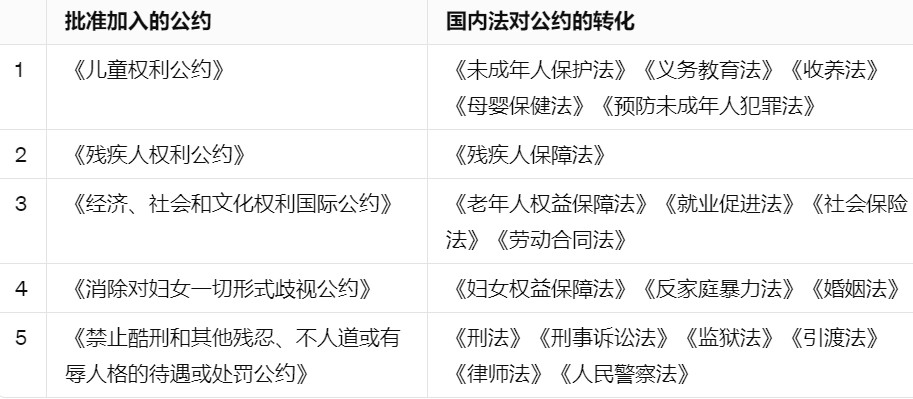 批准加入的公约 国内法对公约的转化
1 《儿童权利公约》 《未成年人保护法》《义务教育法》《收养法》
《母婴保健法》《预防未成年人犯罪法》
2 《残疾人权利公约》 《残疾人保障法》
3 《经济、社会和文化权利国际公约》 《老年人权益保障法》《就业促进法》《社会保险
法》《劳动合同法》
4 《消除对妇女一切形式歧视公约》 《妇女权益保障法》《反家庭暴力法》《婚姻法》
5 《禁止酷刑和其他残忍、不人道或有 《刑法》《刑事诉讼法》《监狱法》《引渡法》
辱人格的待遇或处罚公约》 《律师法》《人民警察法》